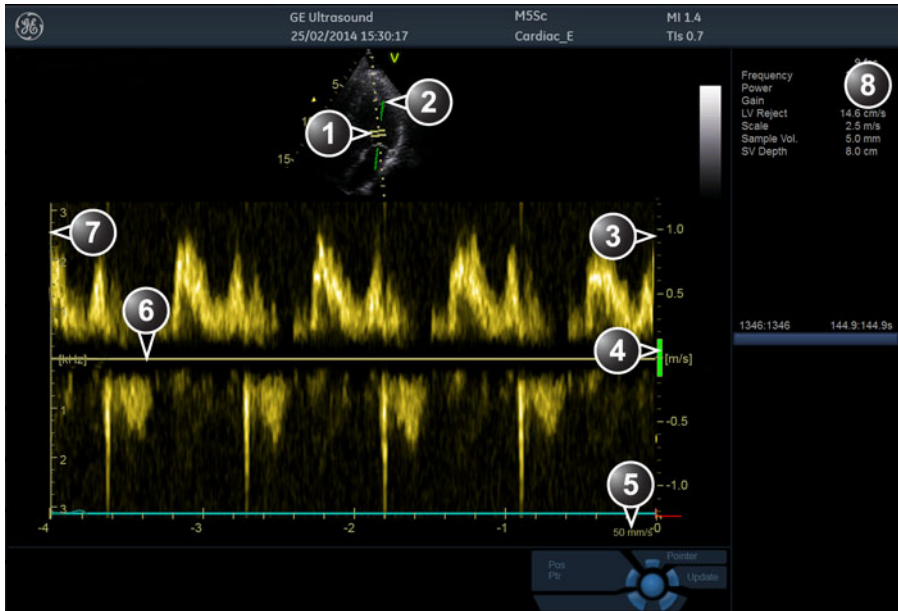 GE Ultrasound M5Sc MI 1.4
25/02/2014 15:30:17 Cardiac_E TIs 0.7
V
5
2
8
Frequency
Power
Gain
LV Reject 14.6 cm/s
Scale 2.5 m/s
Sample Vol. 5.0 mm
SV Depth 8.0 cm
1
15
3
7
3
1.0
2
6
0.5
1346:1346 144.9:144.9s
[kHz]
4
[m/s]
1
-0.5
2
5
-1.0
3
-4 -3 -2 -1 -0
50 mm/s
Pos
Ptr
Pointer
Update